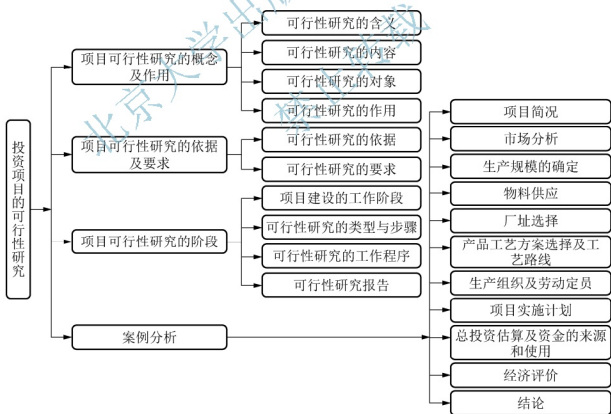 投资项目的可行性研究
项目可行性研究的概念
及作用
可行性研究的含义
可行性研究的内容
可行性研究的对象
可行性研究的作用
项目可行性研究的依据
及要求
可行性研究的依据
可行性研究的要求
项目可行性研究的阶段
项目建设的工作阶段
可行性研究的类型与步骤
可行性研究的工作程序
可行性研究报告
案例分析
项目简况
市场分析
生产规模的确定
物料供应
厂址选择
产品工艺方案选择及工
艺路线
生产组织及劳动定员
项目实施计划
总投资估算及资金的来源
和使用
经济评价
结论
北京大学出版
禁止转载